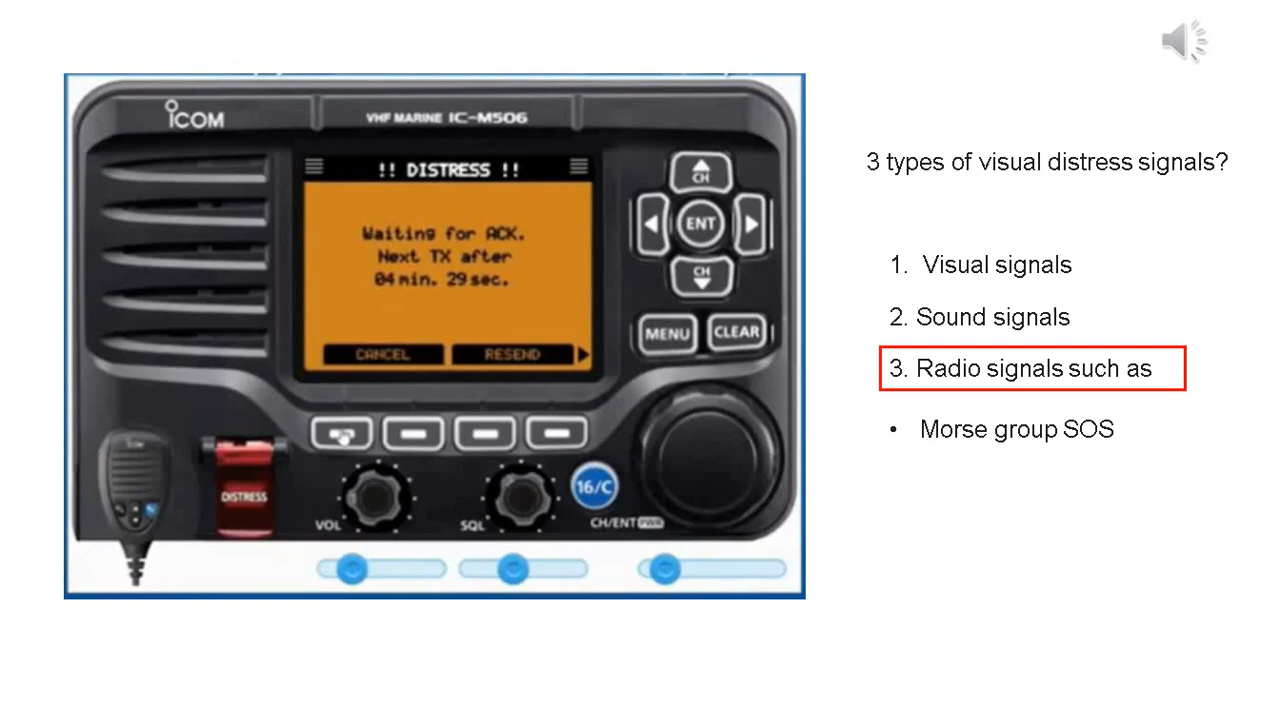 iCOM
VHF MARINE IC-M506
!! DISTRESS !!
Waiting for ACK.
Next TX after
04 min. 29 sec.
CANCEL
RESEND
CH
ENT
CH
MENU
CLEAR
DISTRESS
VOL
SQL
16/C
CH/ENT PWR
3 types of visual distress signals?
1. Visual signals
2. Sound signals
3. Radio signals such as
• Morse group SOS